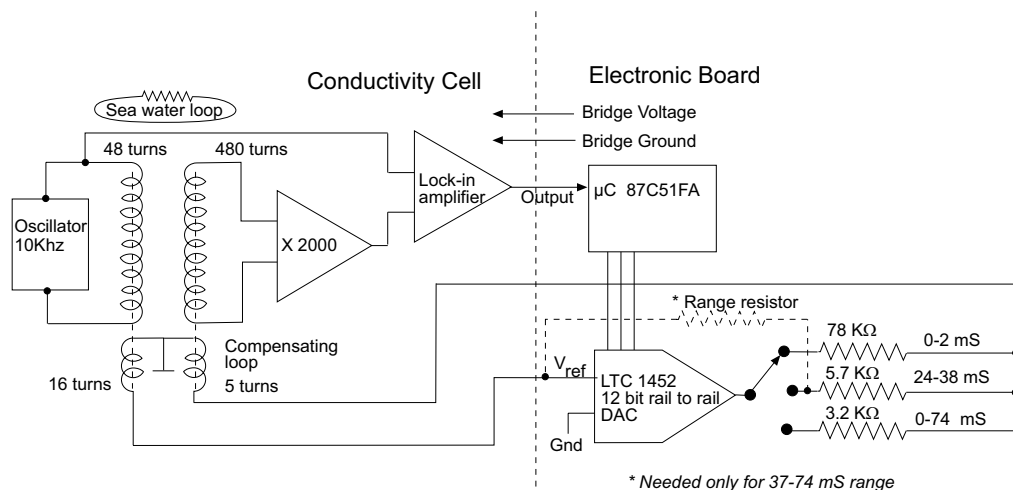 Conductivity Cell
Electronic Board
Sea water loop
Bridge Voltage
Bridge Ground
48 turns
480 turns
Lock-in
amplifier
Output
µC 87C51FA
Oscillator
10Khz
X 2000
* Range resistor
Compensating
loop
16 turns
5 turns
Vref
LTC 1452
12 bit rail to rail
DAC
Gnd
78 KΩ
0-2 mS
5.7 KΩ
24-38 mS
3.2 KΩ
0-74 mS
* Needed only for 37-74 mS range